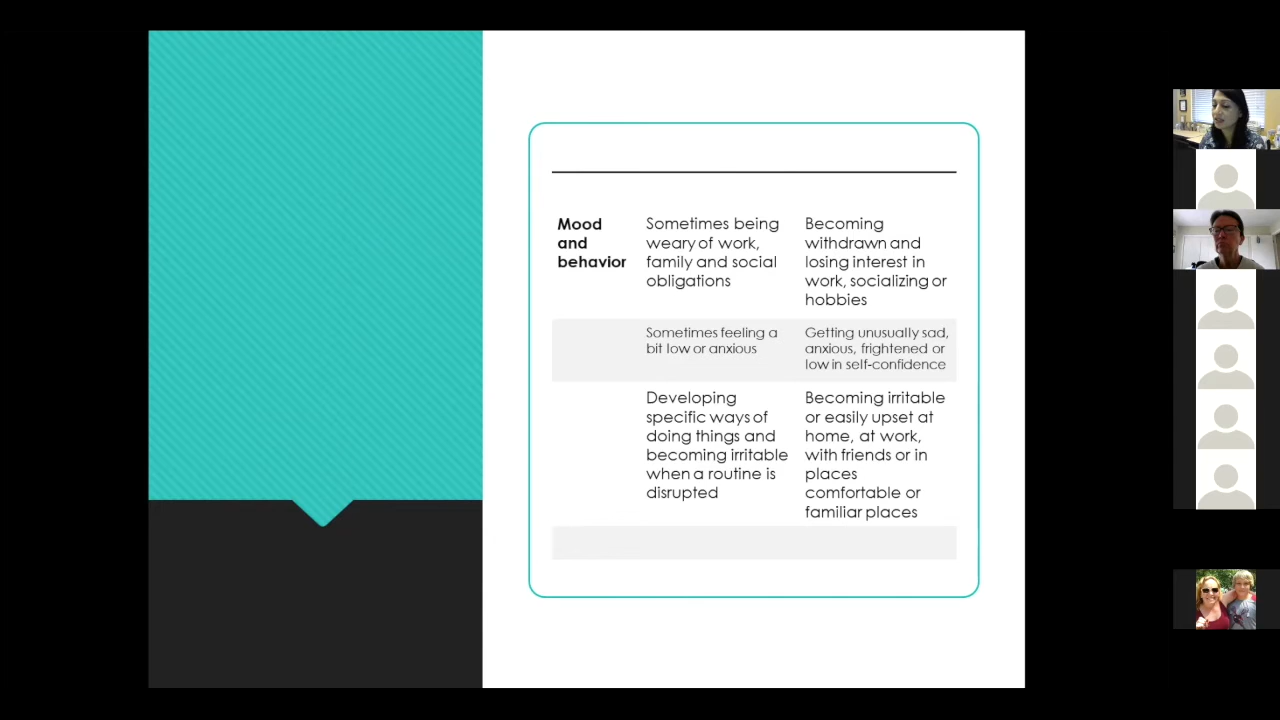 Mood
and
behavior
Sometimes being
weary of work,
family and social
obligations
Becoming
withdrawn and
losing interest in
work, socializing or
hobbies
Sometimes feeling a
bit low or anxious
Getting unusually sad,
anxious, frightened or
low in self-confidence
Developing
specific ways of
doing things and
becoming irritable
when a routine is
disrupted
Becoming irritable
or easily upset at
home, at work,
with friends or in
places
comfortable or
familiar places